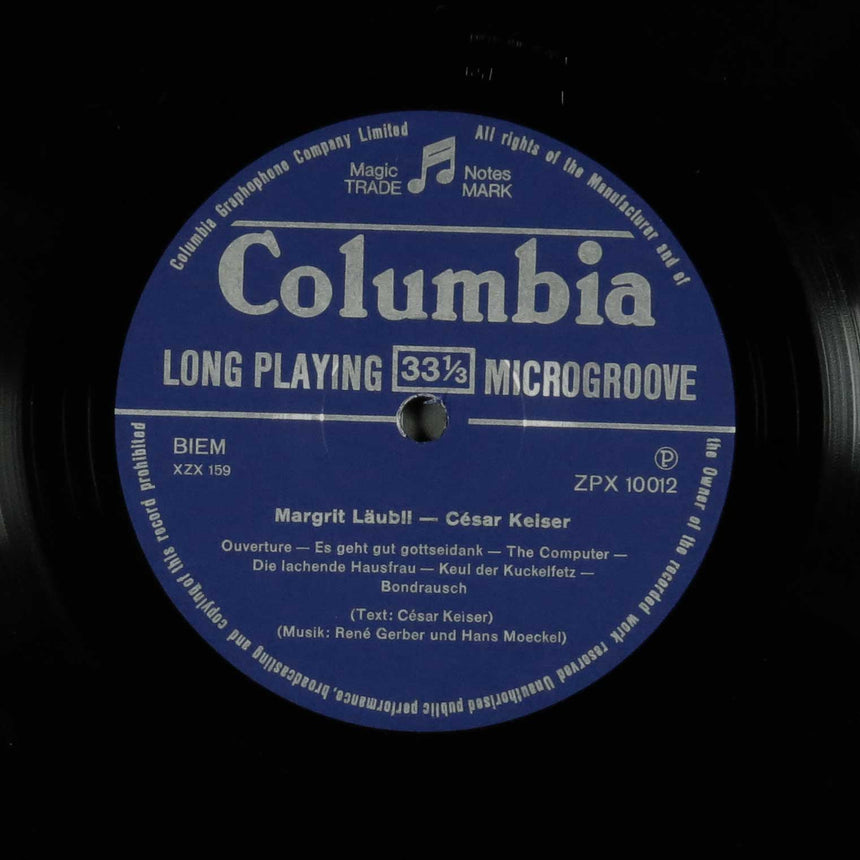 Columbia Graphophone Company Limited
All rights of the Manufacturer and of
the Owner of the recorded work reserved Unauthorised public performance, broadcasting and copying of this record prohibited
Magic Notes
TRADE MARK
Columbia
LONG PLAYING 33⅓ MICROGROOVE
BIEM
XZX 159
Ⓟ
ZPX 10012
Margrit Läubli — César Keiser
Ouverture — Es geht gut gottseidank — The Computer —
Die lachende Hausfrau — Keul der Kuckelfetz —
Bondrausch
(Text: César Keiser)
(Musik: René Gerber und Hans Moeckel)